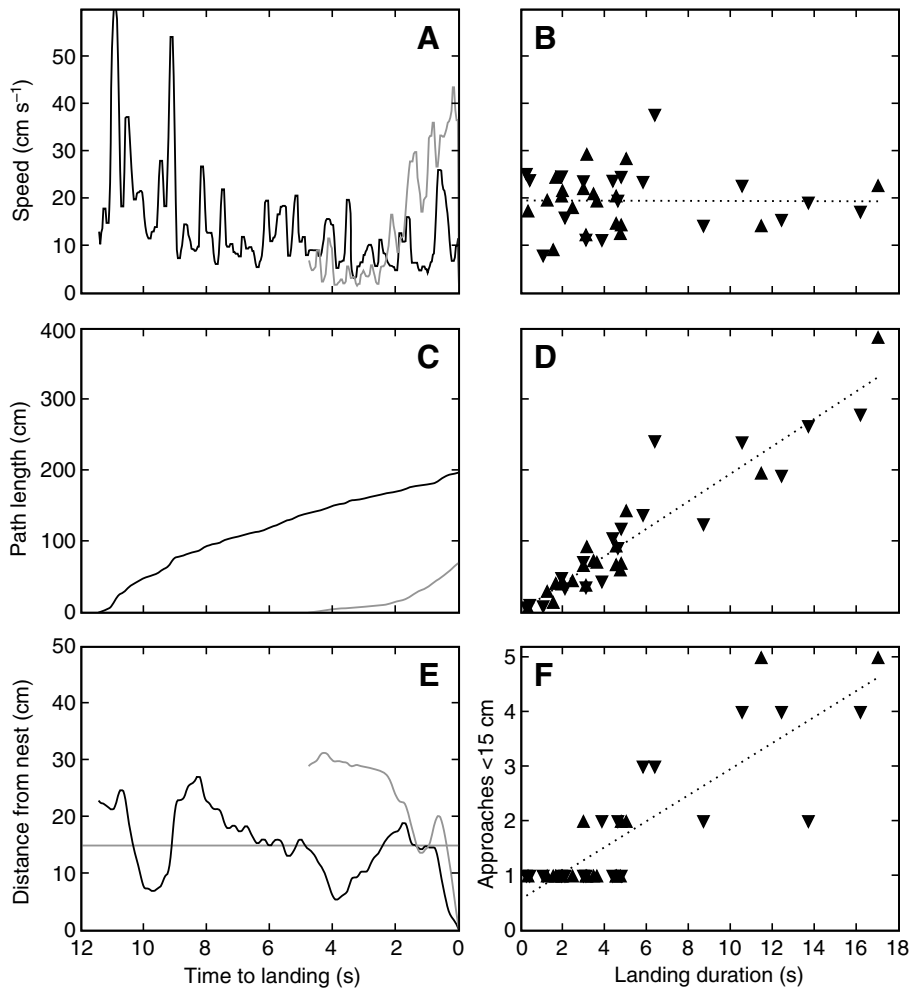 A
B
Speed (cm s⁻¹)
50
40
30
20
10
0
C
D
Path length (cm)
400
300
200
100
0
E
F
Distance from nest (cm)
50
40
30
20
10
0
12 10 8 6 4 2 0
Time to landing (s)
Approaches <15 cm
5
4
3
2
1
0
0 2 4 6 8 10 12 14 16 18
Landing duration (s)